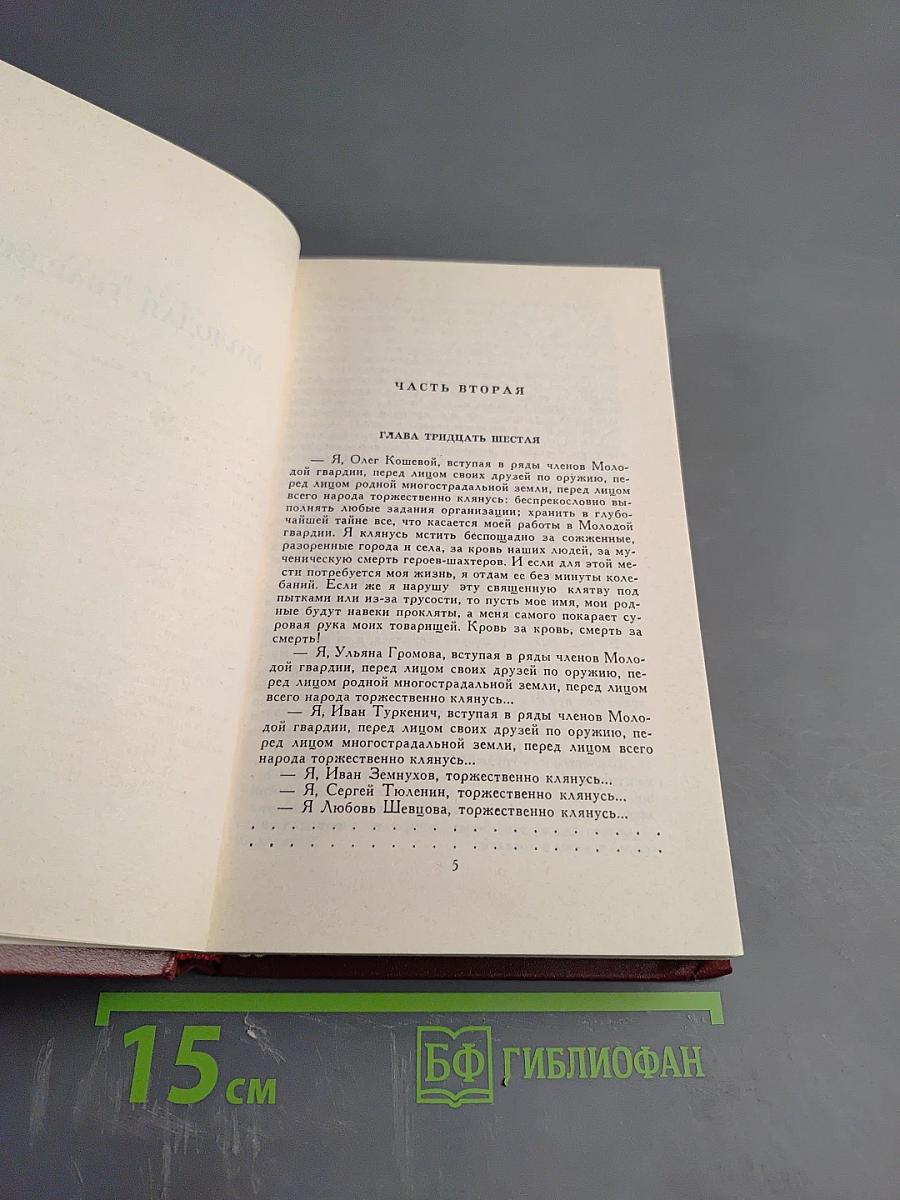 ЧАСТЬ ВТОРАЯ
ГЛАВА ТРИДЦАТЬ ШЕСТАЯ
— Я, Олег Кошевой, вступая в ряды членов Моло-
дой гвардии, перед лицом своих друзей по оружию, пе-
ред лицом родной многострадальной земли, перед лицом
всего народа торжественно клянусь: беспрекословно вы-
полнять любые задания организации; хранить в глубо-
чайшей тайне все, что касается моей работы в Молодой
гвардии. Я клянусь мстить беспощадно за сожженные,
разоренные города и села, за кровь наших людей, за му-
ченическую смерть героев-шахтеров. И если для этой ме-
сти потребуется моя жизнь, я отдам ее без минуты коле-
баний. Если же я нарушу эту священную клятву под
пытками или из-за трусости, то пусть мое имя, мои род-
ные будут навеки прокляты, а меня самого покарает су-
ровая рука моих товарищей. Кровь за кровь, смерть за
смерть!
— Я, Ульяна Громова, вступая в ряды членов Моло-
дой гвардии, перед лицом своих друзей по оружию, пе-
ред лицом родной многострадальной земли, перед лицом
всего народа торжественно клянусь...
— Я, Иван Туркенич, вступая в ряды членов Моло-
дой гвардии, перед лицом своих друзей по оружию, пе-
ред лицом многострадальной земли, перед лицом всего
народа торжественно клянусь...
— Я, Иван Земнухов, торжественно клянусь...
— Я, Сергей Тюленин, торжественно клянусь...
— Я Любовь Шевцова, торжественно клянусь...
. . . . . . . . . . . . . . . . . . . .
. . . . . . . . . . . . . . . . . . . .
5
15 см
БФ ГИБЛИОФАН